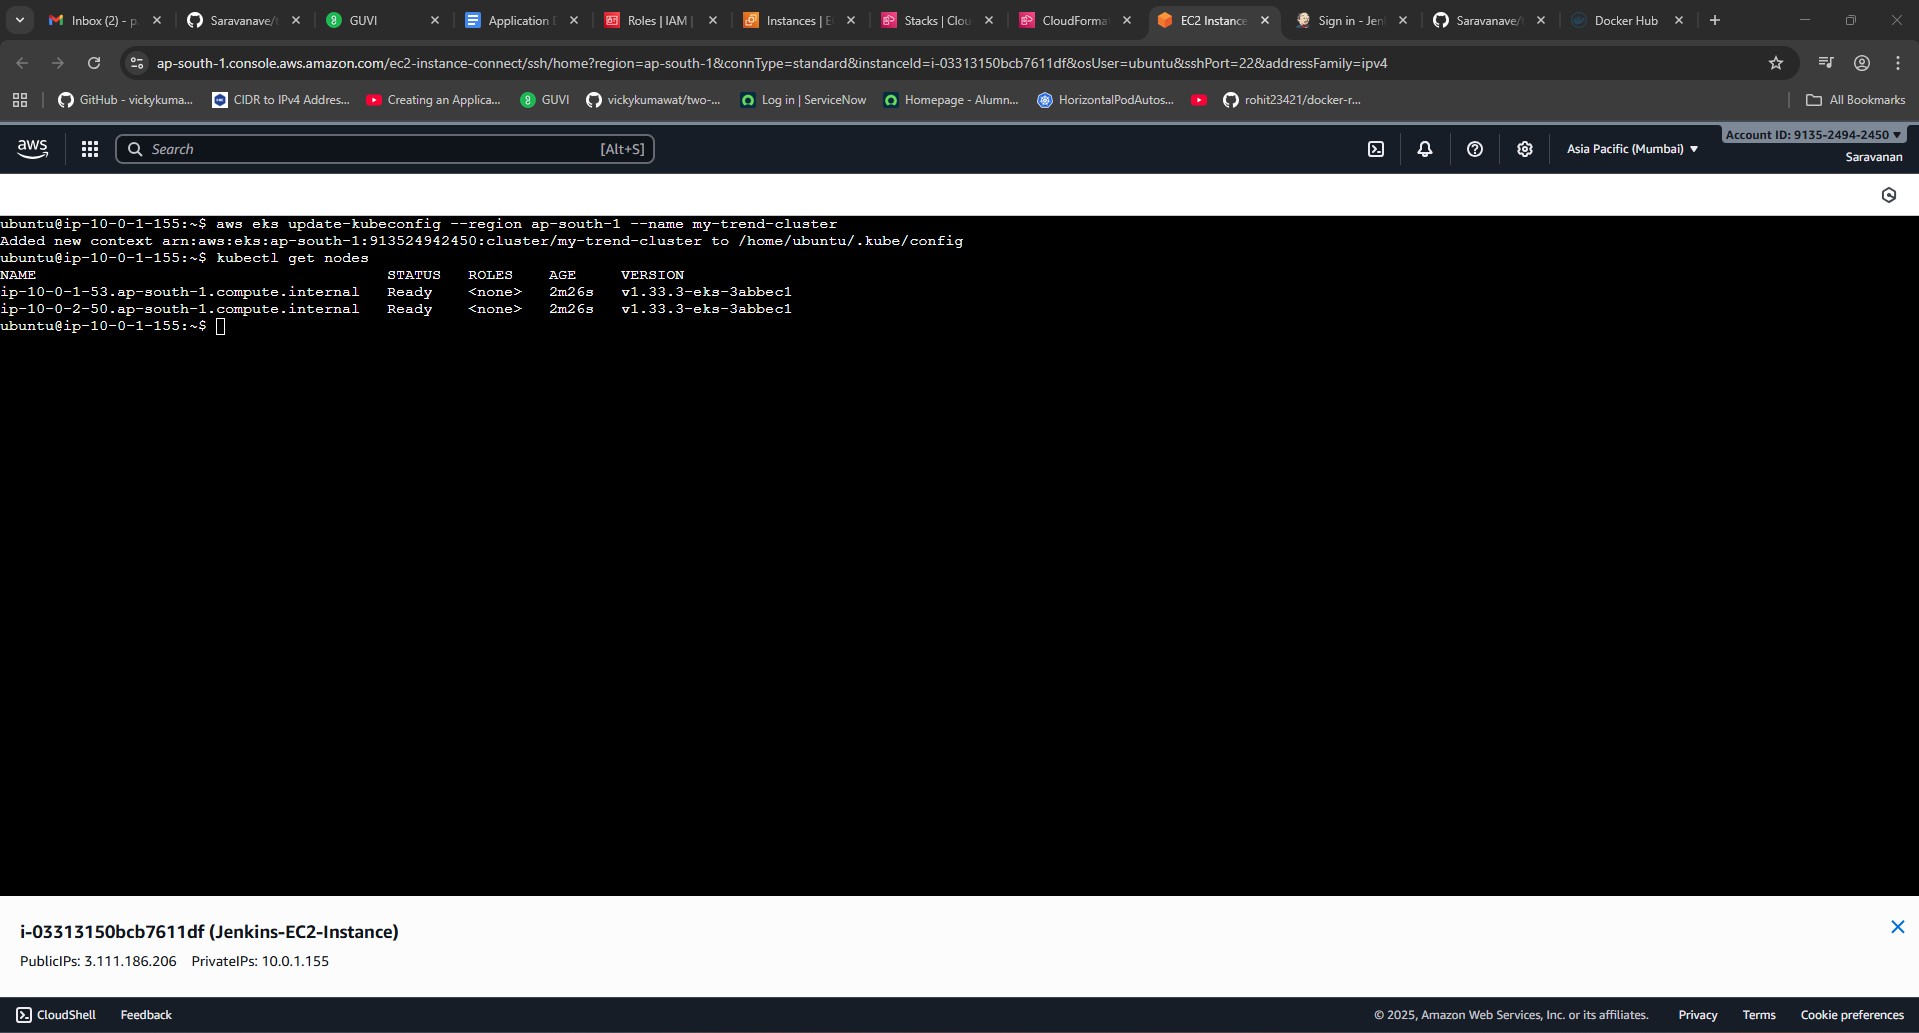 Inbox (2) - p
Saravanave/t
GUVI
Application D
Roles | IAM |
Instances | E
Stacks | Clou
CloudFormat
EC2 Instance
Sign in - Jen
Saravanave/t
Docker Hub
ap-south-1.console.aws.amazon.com/ec2-instance-connect/ssh/home?region=ap-south-1&connType=standard&instanceId=i-03313150bcb7611df&osUser=ubuntu&sshPort=22&addressFamily=ipv4
GitHub - vickykuma...
CIDR to IPv4 Addres...
Creating an Applica...
GUVI
vickykumawat/two-...
Log in | ServiceNow
Homepage - Alumn...
HorizontalPodAutos...
rohit23421/docker-r...
All Bookmarks
aws
Search
[Alt+S]
Asia Pacific (Mumbai)
Account ID: 9135-2494-2450
Saravanan
ubuntu@ip-10-0-1-155:~$ aws eks update-kubeconfig --region ap-south-1 --name my-trend-cluster
Added new context arn:aws:eks:ap-south-1:913524942450:cluster/my-trend-cluster to /home/ubuntu/.kube/config
ubuntu@ip-10-0-1-155:~$ kubectl get nodes
NAME STATUS ROLES AGE VERSION
ip-10-0-1-53.ap-south-1.compute.internal Ready <none> 2m26s v1.33.3-eks-3abbec1
ip-10-0-2-50.ap-south-1.compute.internal Ready <none> 2m26s v1.33.3-eks-3abbec1
ubuntu@ip-10-0-1-155:~$
i-03313150bcb7611df (Jenkins-EC2-Instance)
PublicIPs: 3.111.186.206 PrivateIPs: 10.0.1.155
CloudShell
Feedback
© 2025, Amazon Web Services, Inc. or its affiliates.
Privacy
Terms
Cookie preferences